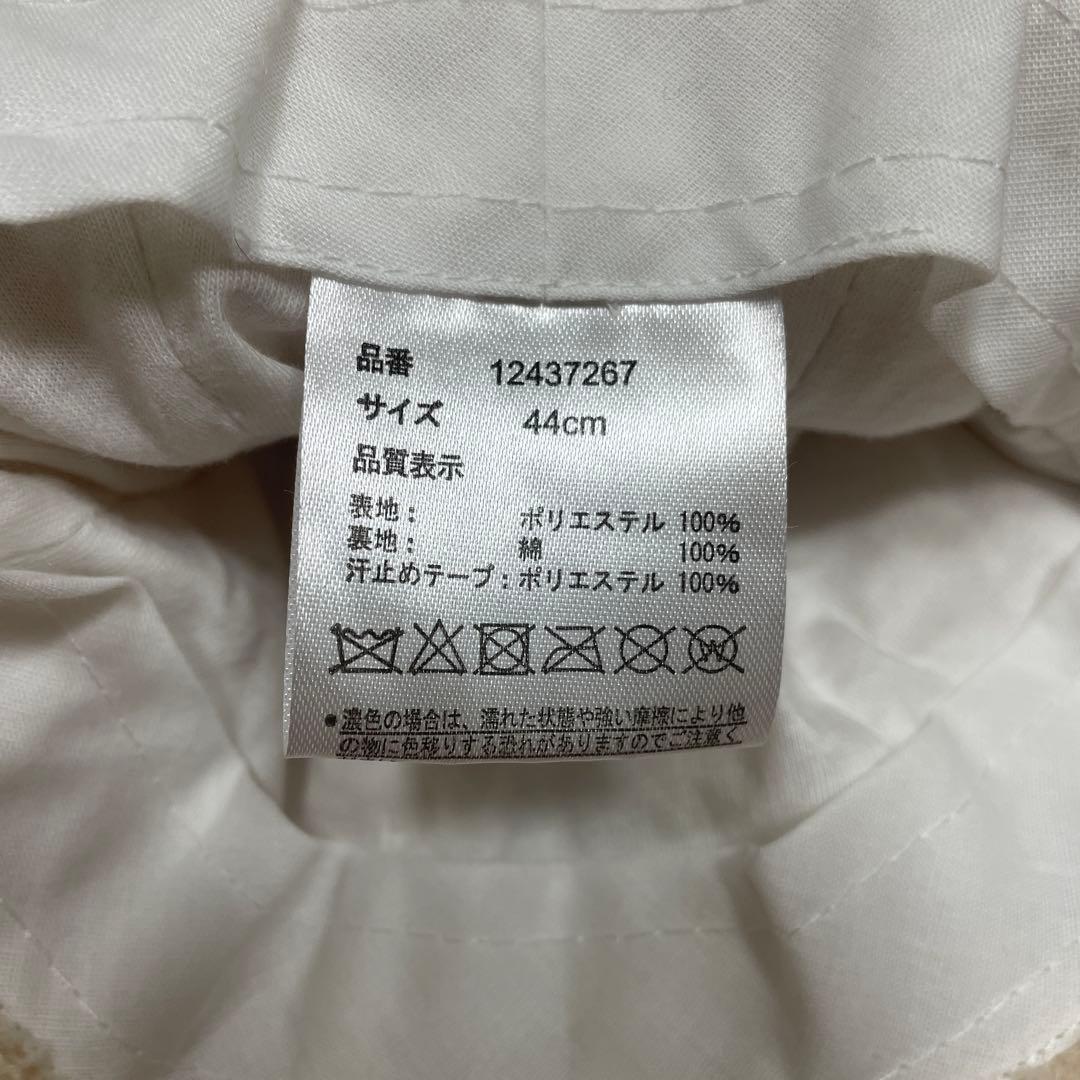 品番 12437267
サイズ 44cm
品質表示
表地： ポリエステル 100%
裏地： 綿 100%
汗止めテープ：ポリエステル 100%
W
●濃色の場合は、濡れた状態や強い摩擦により他
の物に色移りする恐れがありますのでご注意く